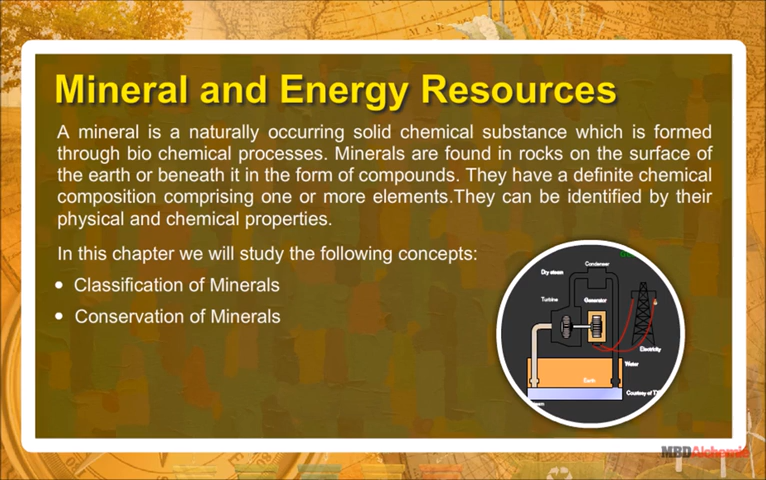 Mineral and Energy Resources
A mineral is a naturally occurring solid chemical substance which is formed
through bio chemical processes. Minerals are found in rocks on the surface of
the earth or beneath it in the form of compounds. They have a definite chemical
composition comprising one or more elements.They can be identified by their
physical and chemical properties.
In this chapter we will study the following concepts:
• Classification of Minerals
• Conservation of Minerals
Condenser
Dry steam
Turbine
Generator
Electricity
Water
Earth
Courtesy of
MBDAlchemie